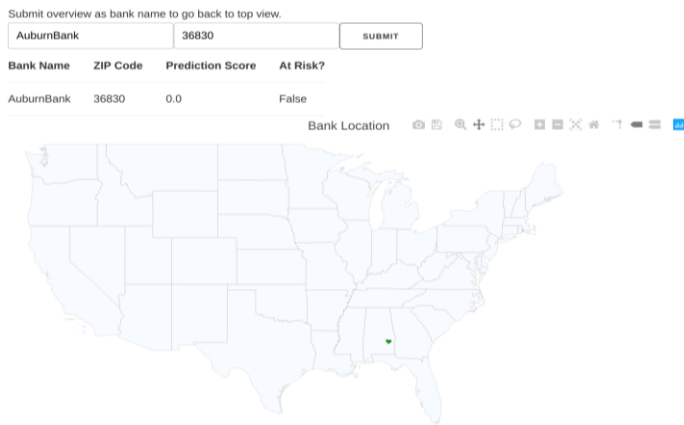 Submit overview as bank name to go back to top view.
AuburnBank 36830 SUBMIT
Bank Name ZIP Code Prediction Score At Risk?
AuburnBank 36830 0.0 False
Bank Location